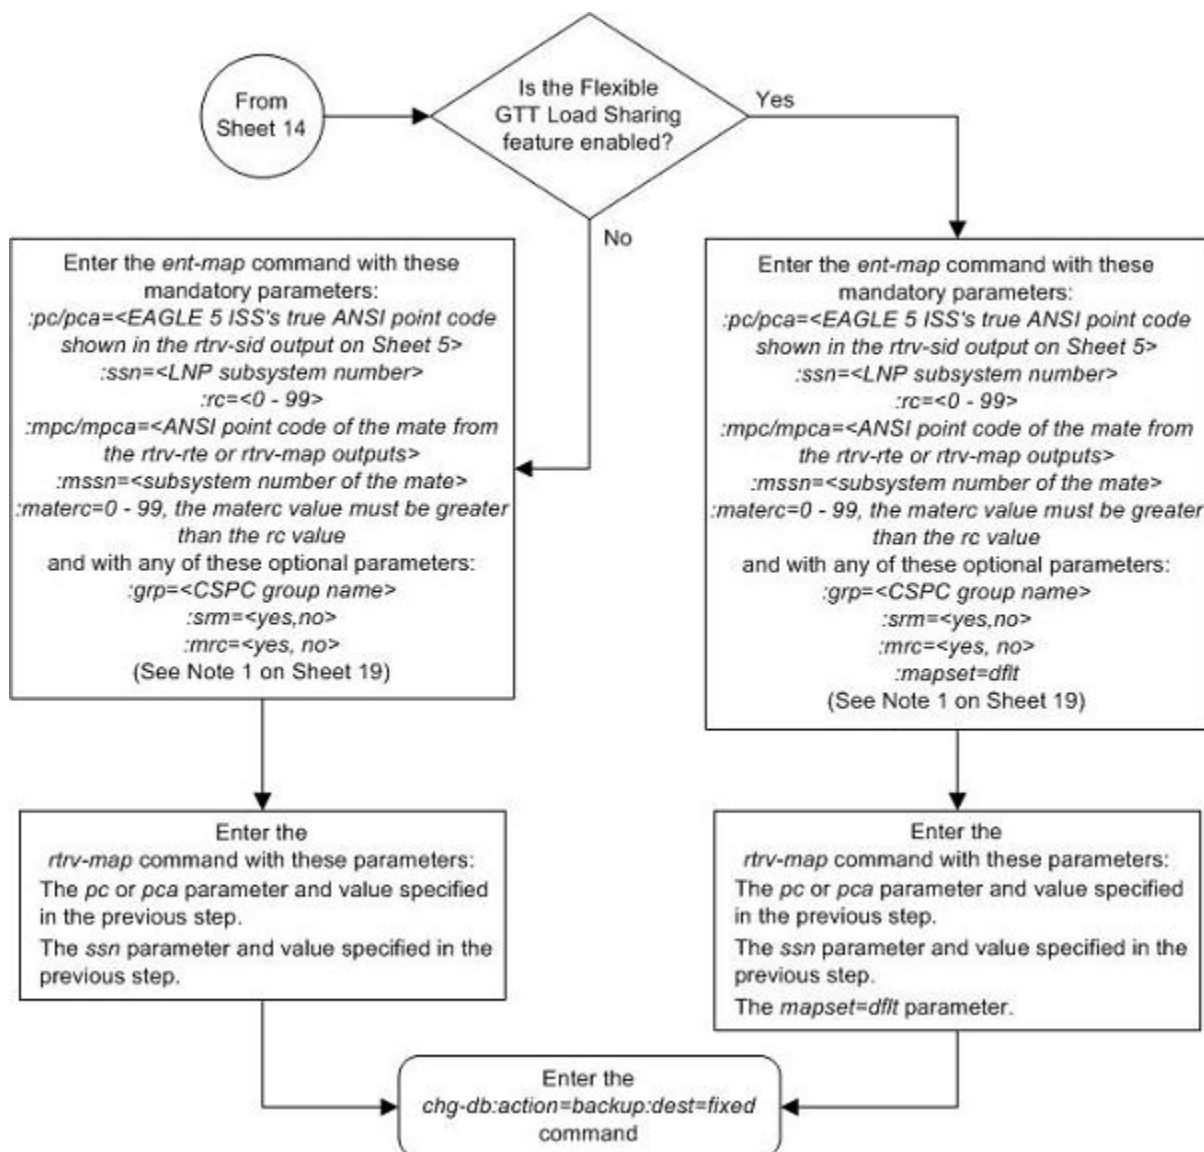 From
Sheet 14
Is the Flexible
GTT Load Sharing
feature enabled?
Yes
No
Enter the ent-map command with these
mandatory parameters:
:pc/pca=<EAGLE 5 ISS's true ANSI point code
shown in the rtrv-sid output on Sheet 5>
:ssn=<LNP subsystem number>
:rc=<0 - 99>
:mpc/mpca=<ANSI point code of the mate from
the rtrv-rte or rtrv-map outputs>
:mssn=<subsystem number of the mate>
:materc=0 - 99, the materc value must be greater
than the rc value
and with any of these optional parameters:
:grp=<CSPC group name>
:srm=<yes,no>
:mrc=<yes, no>
(See Note 1 on Sheet 19)
Enter the ent-map command with these
mandatory parameters:
:pc/pca=<EAGLE 5 ISS's true ANSI point code
shown in the rtrv-sid output on Sheet 5>
:ssn=<LNP subsystem number>
:rc=<0 - 99>
:mpc/mpca=<ANSI point code of the mate from
the rtrv-rte or rtrv-map outputs>
:mssn=<subsystem number of the mate>
:materc=0 - 99, the materc value must be greater
than the rc value
and with any of these optional parameters:
:grp=<CSPC group name>
:srm=<yes,no>
:mrc=<yes, no>
:mapset=dflt
(See Note 1 on Sheet 19)
Enter the
rtrv-map command with these parameters:
The pc or pca parameter and value specified
in the previous step.
The ssn parameter and value specified in the
previous step.
Enter the
rtrv-map command with these parameters:
The pc or pca parameter and value specified
in the previous step.
The ssn parameter and value specified in the
previous step.
The mapset=dflt parameter.
Enter the
chg-db:action=backup:dest=fixed
command